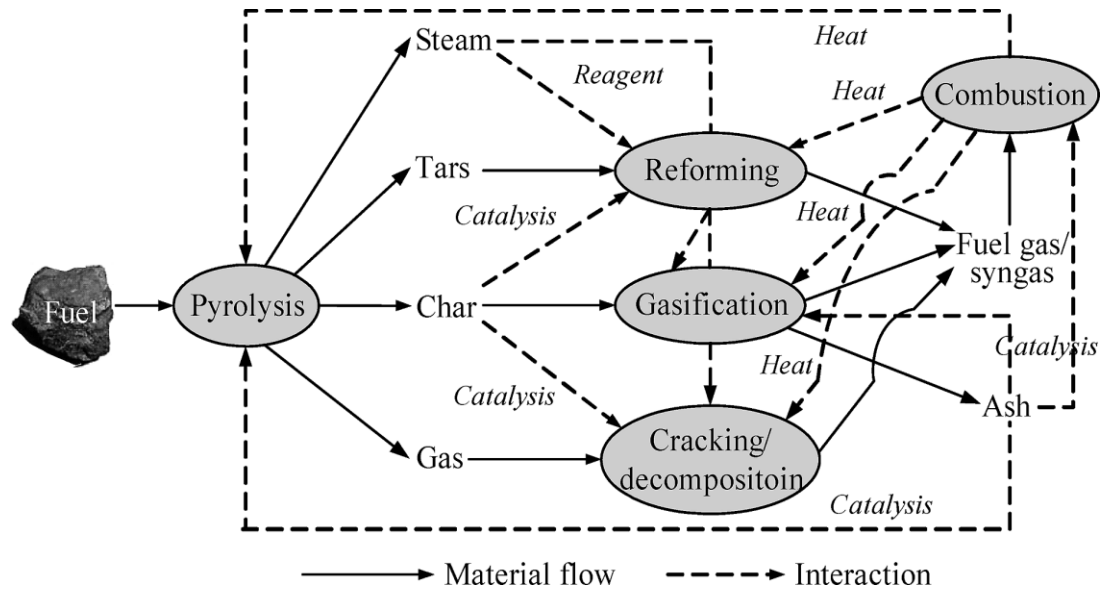 Heat
Steam
Reagent
Heat
Combustion
Tars
Reforming
Catalysis
Heat
Fuel gas/
syngas
Fuel
Pyrolysis
Char
Gasification
Catalysis
Heat
Catalysis
Ash
Gas
Cracking/
decompositoin
Catalysis
Material flow
Interaction